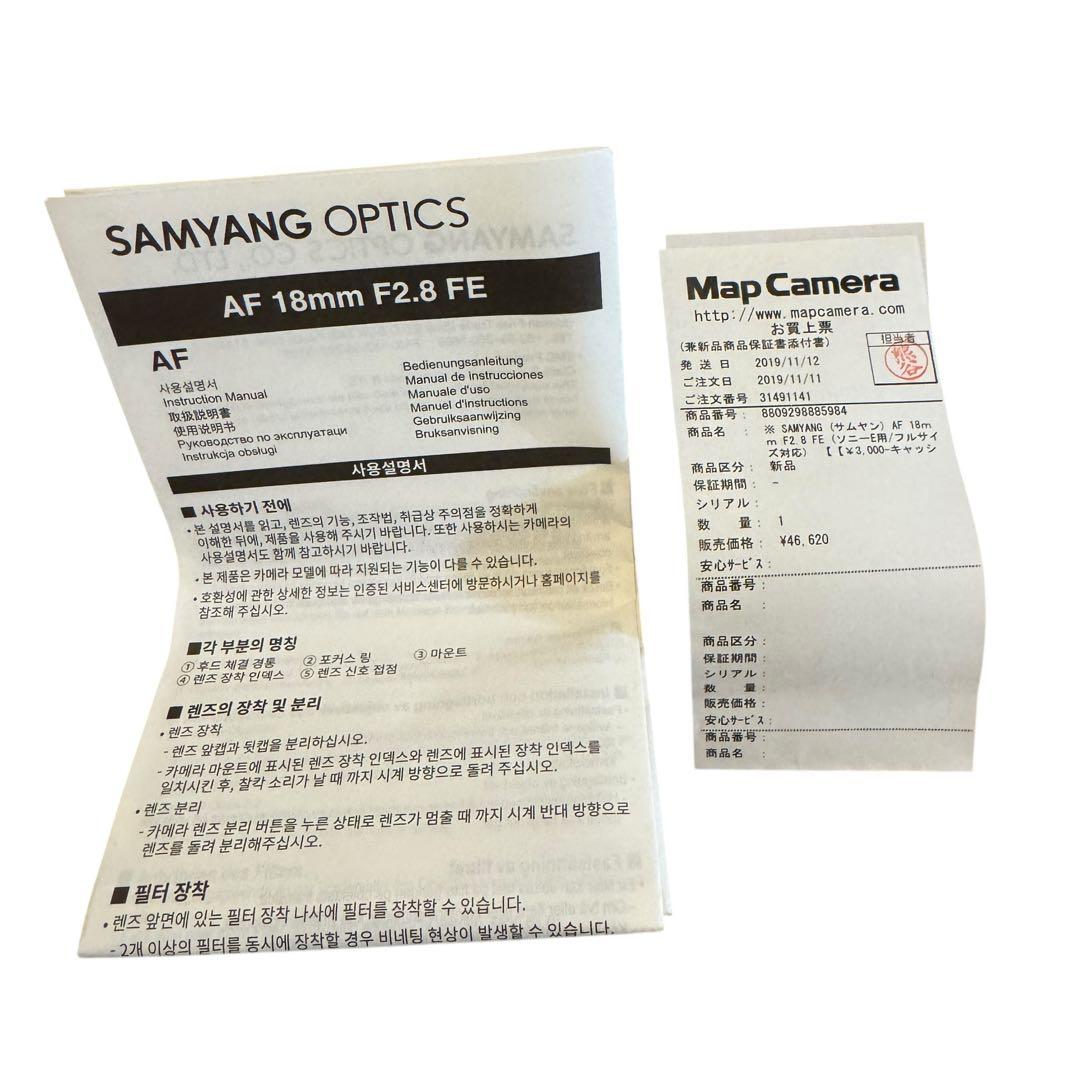 SAMYANG OPTICS
AF 18mm F2.8 FE
AF
사용설명서
Instruction Manual
取扱説明書
使用说明书
Руководство по эксплуатаци
Instrukcja obsługi
Bedienungsanleitung
Manual de instrucciones
Manuale d'uso
Manuel d'instructions
Gebruiksaanwijzing
Bruksanvisning
사용설명서
■ 사용하기 전에
• 본 설명서를 읽고, 렌즈의 기능, 조작법, 취급상 주의점을 정확하게
이해한 뒤에, 제품을 사용해 주시기 바랍니다. 또한 사용하시는 카메라의
사용설명서도 함께 참고하시기 바랍니다.
• 본 제품은 카메라 모델에 따라 지원되는 기능이 다를 수 있습니다.
• 호환성에 관한 상세한 정보는 인증된 서비스센터에 방문하시거나 홈페이지를
참조해 주십시오.
■각 부분의 명칭
① 후드 체결 경통 ② 포커스 링 ③ 마운트
④ 렌즈 장착 인덱스 ⑤ 렌즈 신호 접점
■ 렌즈의 장착 및 분리
• 렌즈 장착
- 렌즈 앞캡과 뒷캡을 분리하십시오.
- 카메라 마운트에 표시된 렌즈 장착 인덱스와 렌즈에 표시된 장착 인덱스를
일치시킨 후, 찰칵 소리가 날 때 까지 시계 방향으로 돌려 주십시오.
• 렌즈 분리
- 카메라 렌즈 분리 버튼을 누른 상태로 렌즈가 멈출 때 까지 시계 반대 방향으로
렌즈를 돌려 분리해주십시오.
■ 필터 장착
• 렌즈 앞면에 있는 필터 장착 나사에 필터를 장착할 수 있습니다.
- 2개 이상의 필터를 동시에 장착할 경우 비네팅 현상이 발생할 수 있습니다.
Map Camera
http://www.mapcamera.com
お買上票
(兼新品商品保証書添付書)
担当者
熊谷
発送日 2019/11/12
ご注文日 2019/11/11
ご注文番号 31491141
商品番号: 8809298885984
商品名 : ※ SAMYANG (サムヤン) AF 18m
m F2.8 FE (ソニーE用/フルサイ
ズ対応) 【【¥3,000-キャッシ
商品区分: 新品
保証期間: -
シリアル:
数 量: 1
販売価格: ¥46,620
安心サービス:
商品番号:
商品名 :
商品区分:
保証期間:
シリアル:
数 量:
販売価格:
安心サービス:
商品番号:
商品名 :